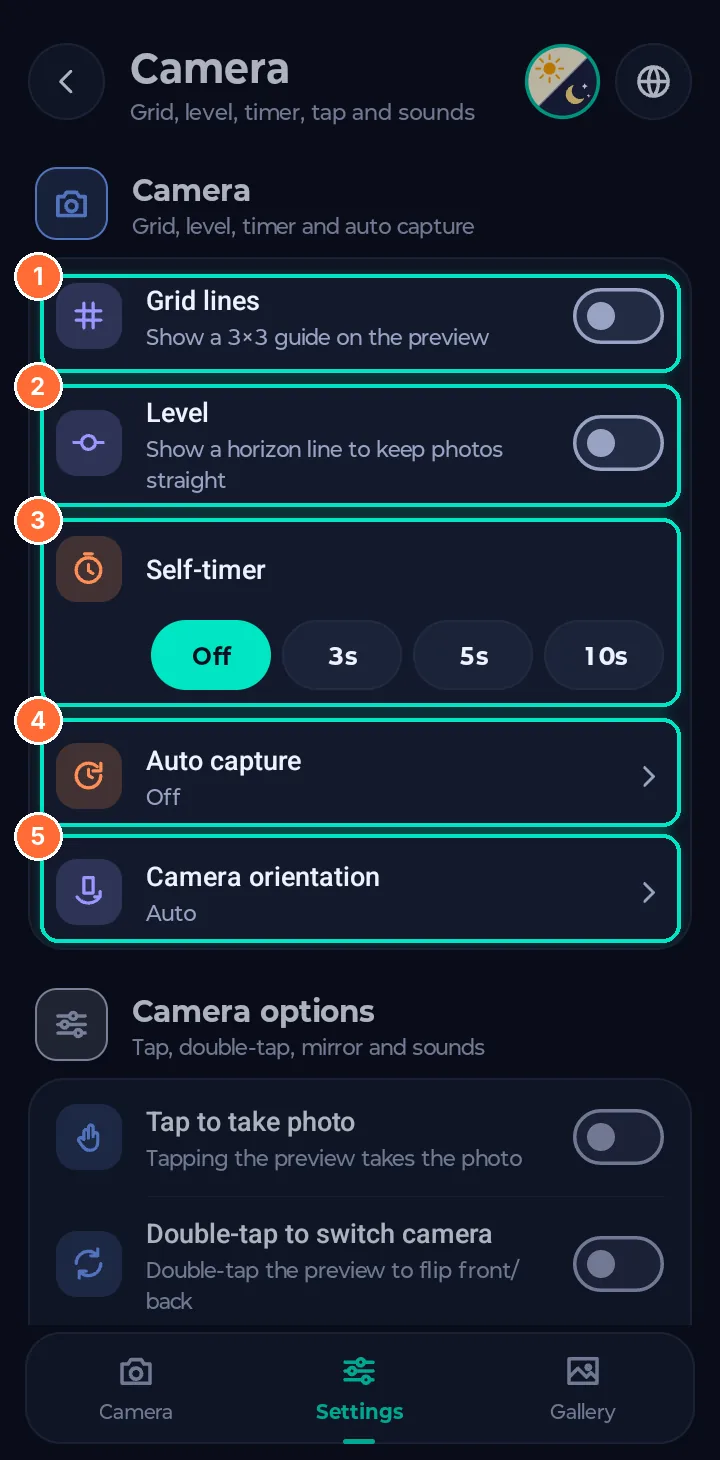 Camera
Grid, level, timer, tap and sounds
Camera
Grid, level, timer and auto capture
1
Grid lines
Show a 3×3 guide on the preview
2
Level
Show a horizon line to keep photos
straight
3
Self-timer
Off 3s 5s 10s
4
Auto capture
Off
5
Camera orientation
Auto
Camera options
Tap, double-tap, mirror and sounds
Tap to take photo
Tapping the preview takes the photo
Double-tap to switch camera
Double-tap the preview to flip front/
back
Camera Settings Gallery